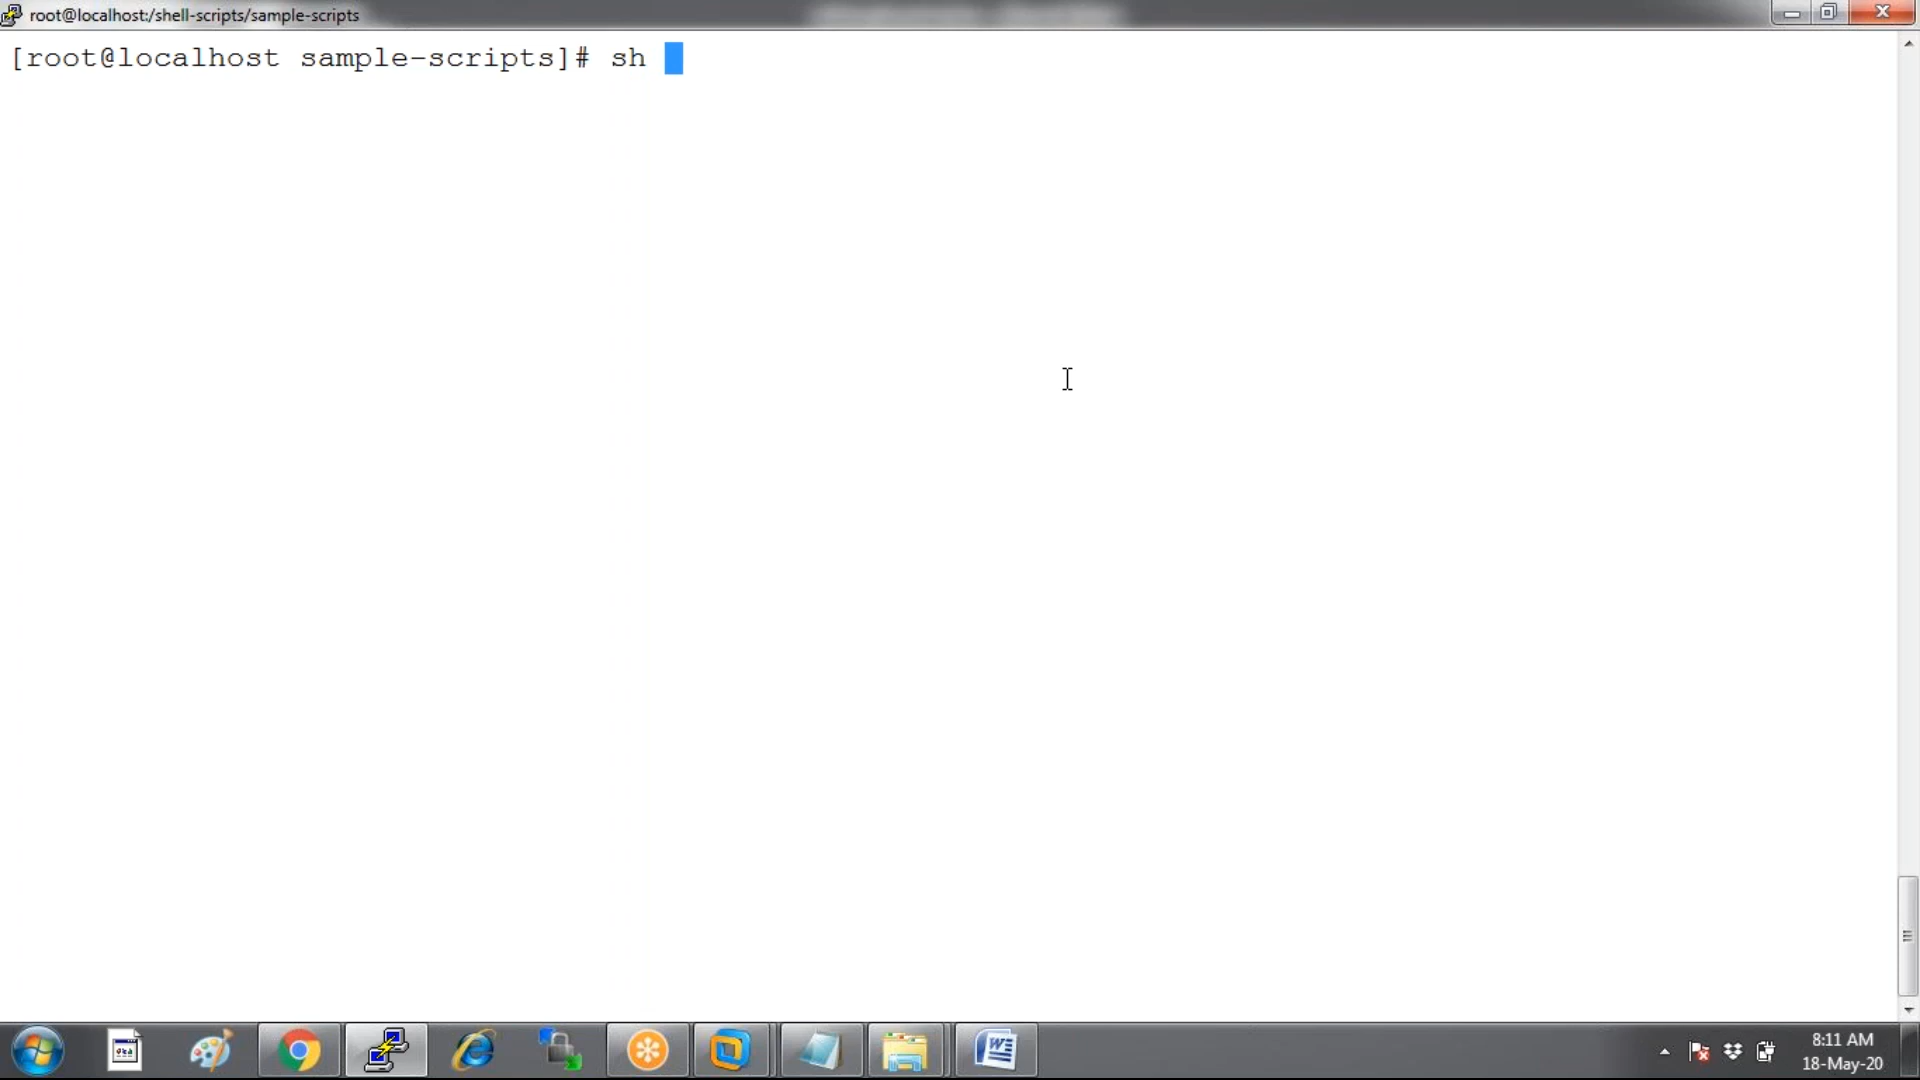 root@localhost:/shell-scripts/sample-scripts
[root@localhost sample-scripts]# sh
8:11 AM
18-May-20